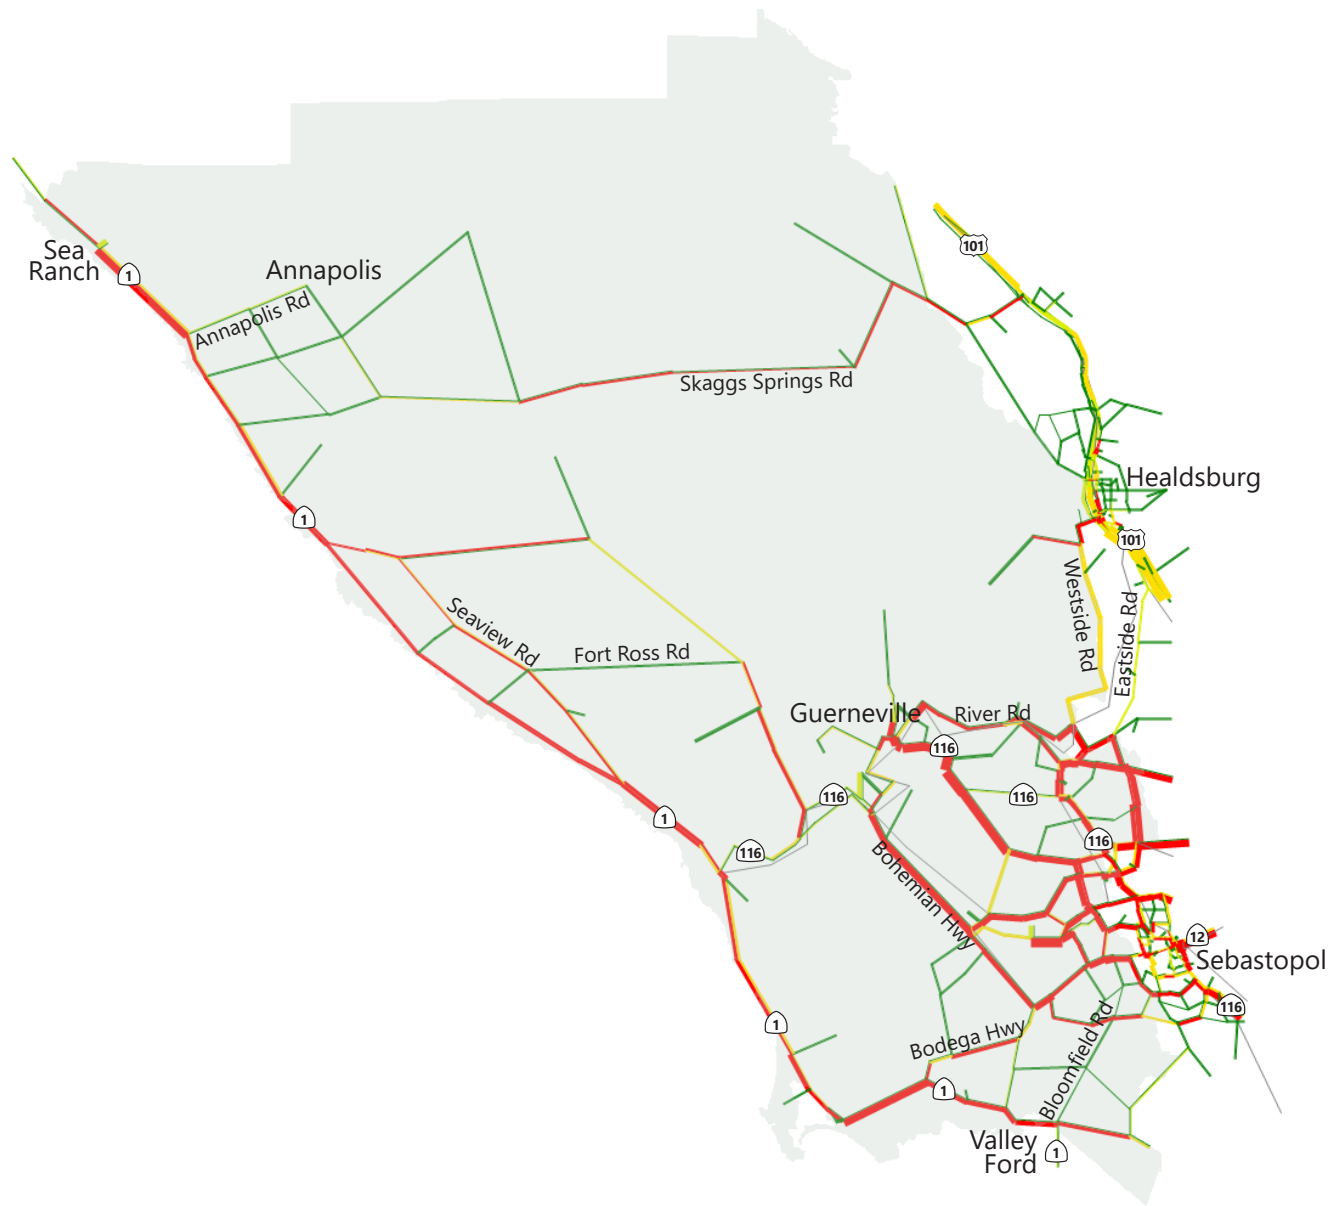 101
Sea
Ranch
1
Annapolis
Annapolis Rd
Skaggs Springs Rd
Healdsburg
1
101
Westside Rd
Eastside Rd
Seaview Rd
Fort Ross Rd
Guerneville
River Rd
116
116
116
1
116
116
Bohemian Hwy
12
Sebastopol
116
1
Bodega Hwy
Bloomfield Rd
1
Valley
Ford
1